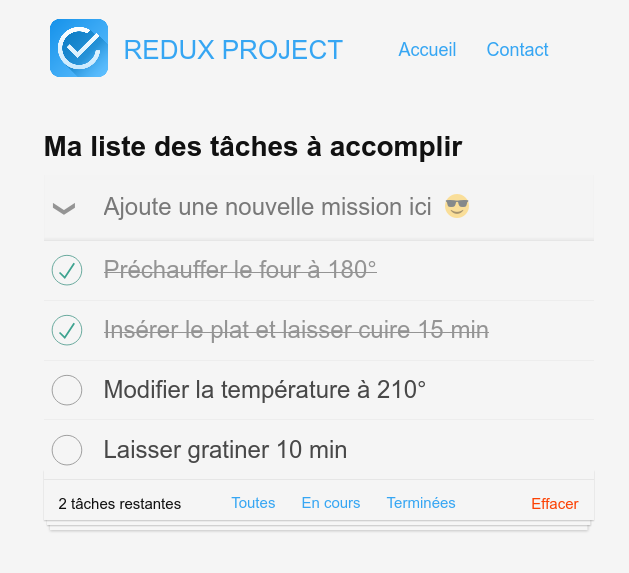 REDUX PROJECT Accueil Contact
Ma liste des tâches à accomplir
Ajoute une nouvelle mission ici 😎
Préchauffer le four à 180°
Insérer le plat et laisser cuire 15 min
Modifier la température à 210°
Laisser gratiner 10 min
2 tâches restantes Toutes En cours Terminées Effacer